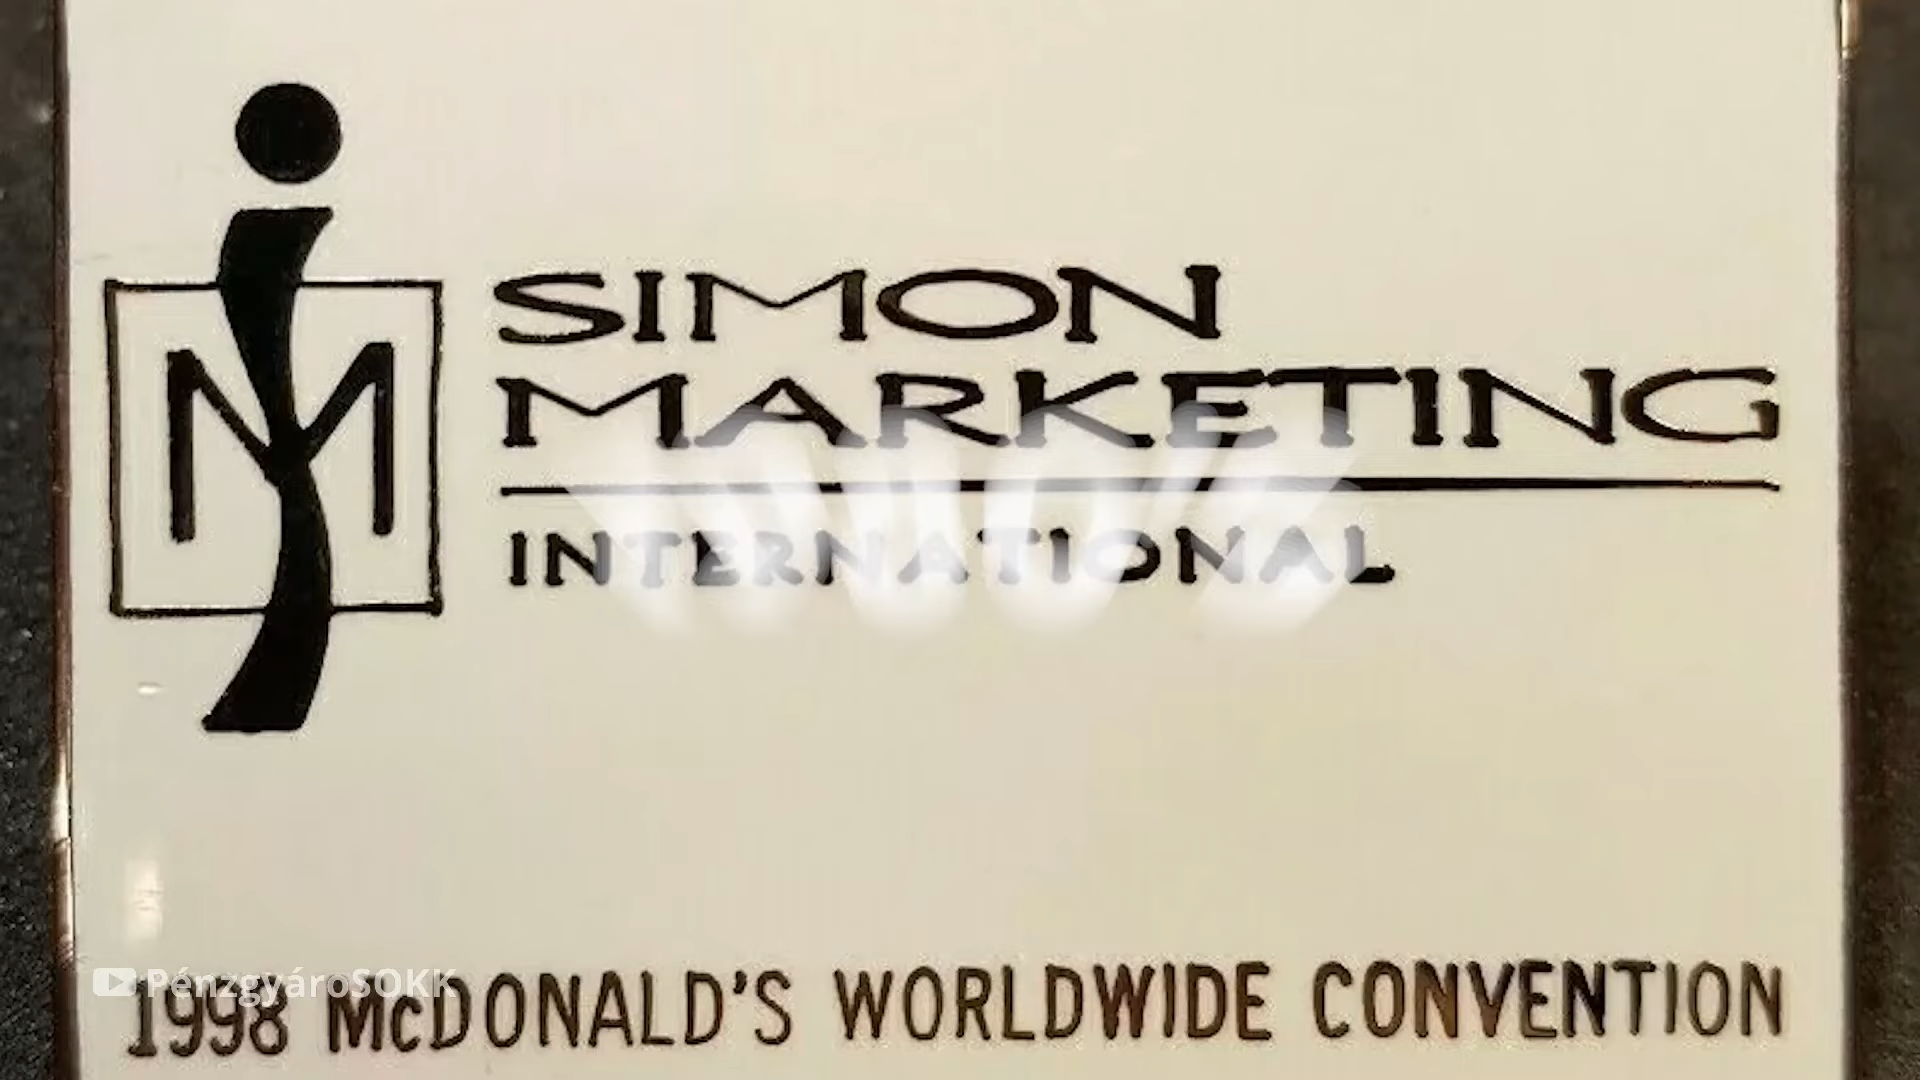 SIMON
MARKETING
INTERNATIONAL
PénzgyároSOKK
1998 McDONALD'S WORLDWIDE CONVENTION